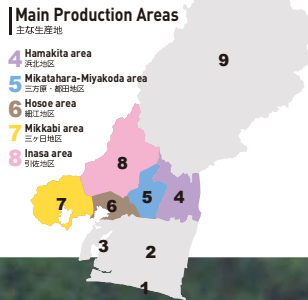 Main Production Areas
主な生産地
4 Hamakita area
浜北地区
5 Mikatahara-Miyakoda area
三方原・都田地区
6 Hosoe area
細江地区
7 Mikkabi area
三ヶ日地区
8 Inasa area
引佐地区
9
8
7
6
5
4
3
2
1